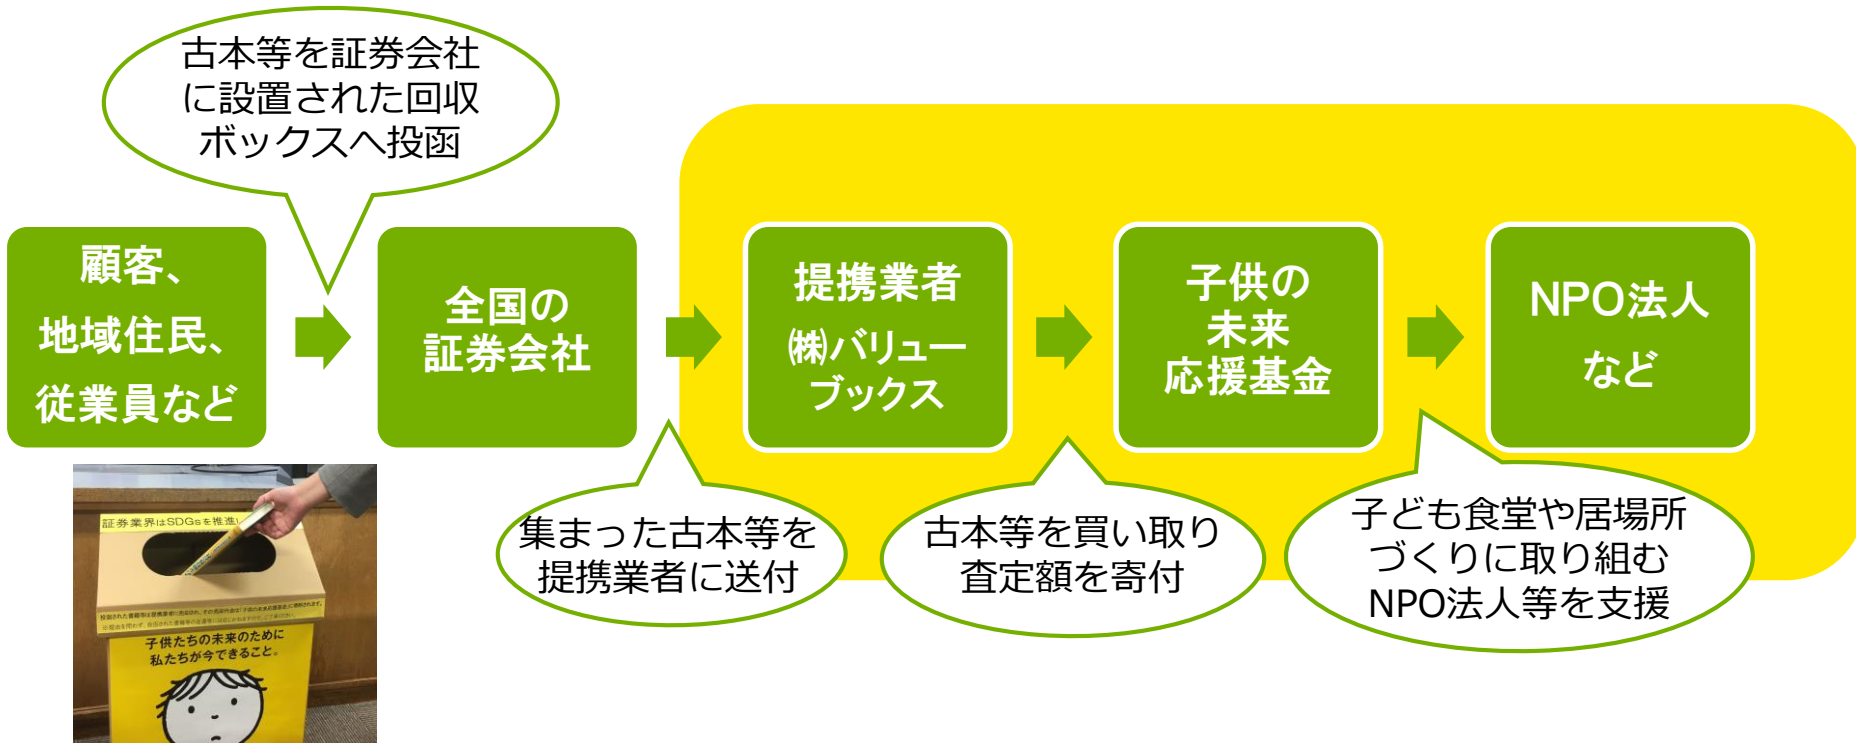 古本等を証券会社
に設置された回収
ボックスへ投函
顧客、
地域住民、
従業員など
全国の
証券会社
提携業者
㈱バリュー
ブックス
子供の
未来
応援基金
NPO法人
など
集まった古本等を
提携業者に送付
古本等を買い取り
査定額を寄付
子ども食堂や居場所
づくりに取り組む
NPO法人等を支援
証券業界はSDGsを推進
子供たちの未来のために
私たちが今できること。